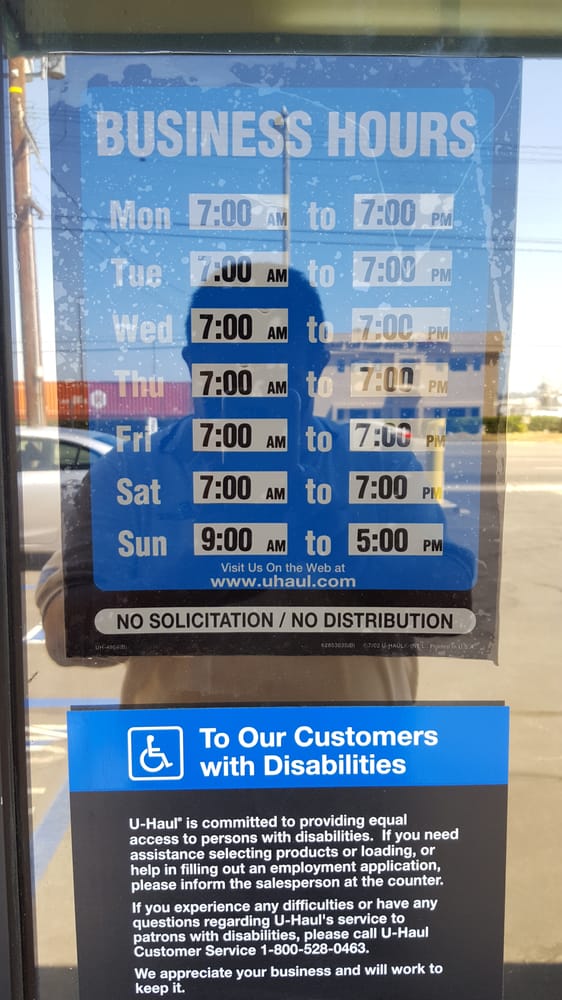 BUSINESS HOURS
Mon 7:00 AM to 7:00 PM
Tue 7:00 AM to 7:00 PM
Wed 7:00 AM to 7:00 PM
Thu 7:00 AM to 7:00 PM
Fri 7:00 AM to 7:00 PM
Sat 7:00 AM to 7:00 PM
Sun 9:00 AM to 5:00 PM
Visit Us On the Web at
www.uhaul.com
NO SOLICITATION / NO DISTRIBUTION
To Our Customers
with Disabilities
U-Haul® is committed to providing equal
access to persons with disabilities. If you need
assistance selecting products or loading, or
help in filling out an employment application,
please inform the salesperson at the counter.
If you experience any difficulties or have any
questions regarding U-Haul's service to
patrons with disabilities, please call U-Haul
Customer Service 1-800-528-0463.
We appreciate your business and will work to
keep it.